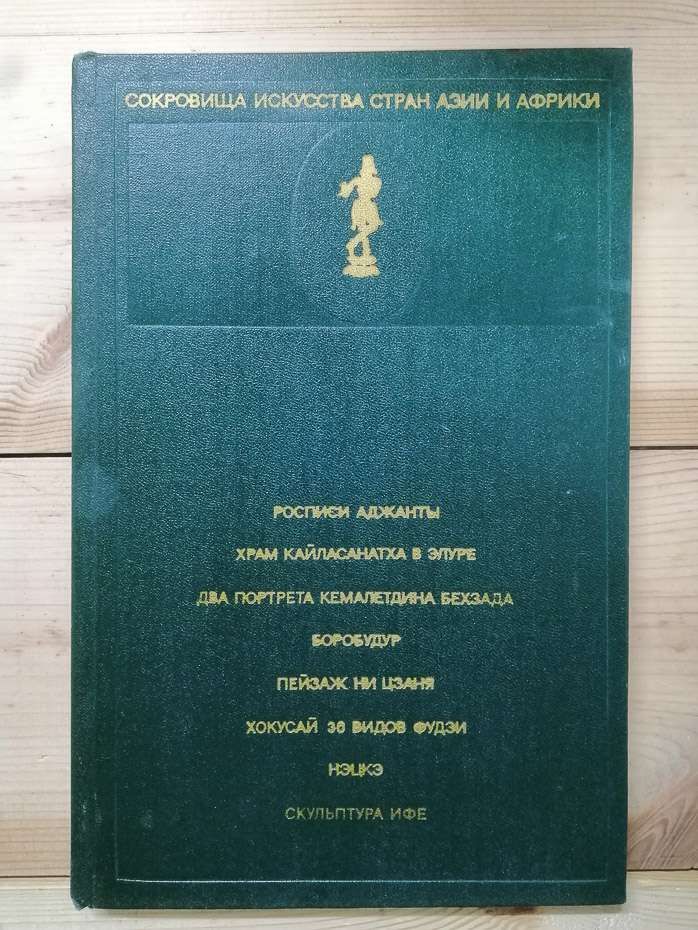 СОКРОВИЩА ИСКУССТВА СТРАН АЗИИ И АФРИКИ
РОСПИСИ АДЖАНТЫ
ХРАМ КАЙЛАСАНАТХА В ЭЛУРЕ
ДВА ПОРТРЕТА КЕМАЛЕТДИНА БЕХЗАДА
БОРОБУДУР
ПЕЙЗАЖ НИ ЦЗАНЯ
ХОКУСАЙ 36 ВИДОВ ФУДЗИ
НЭЦКЭ
СКУЛЬПТУРА ИФЕ